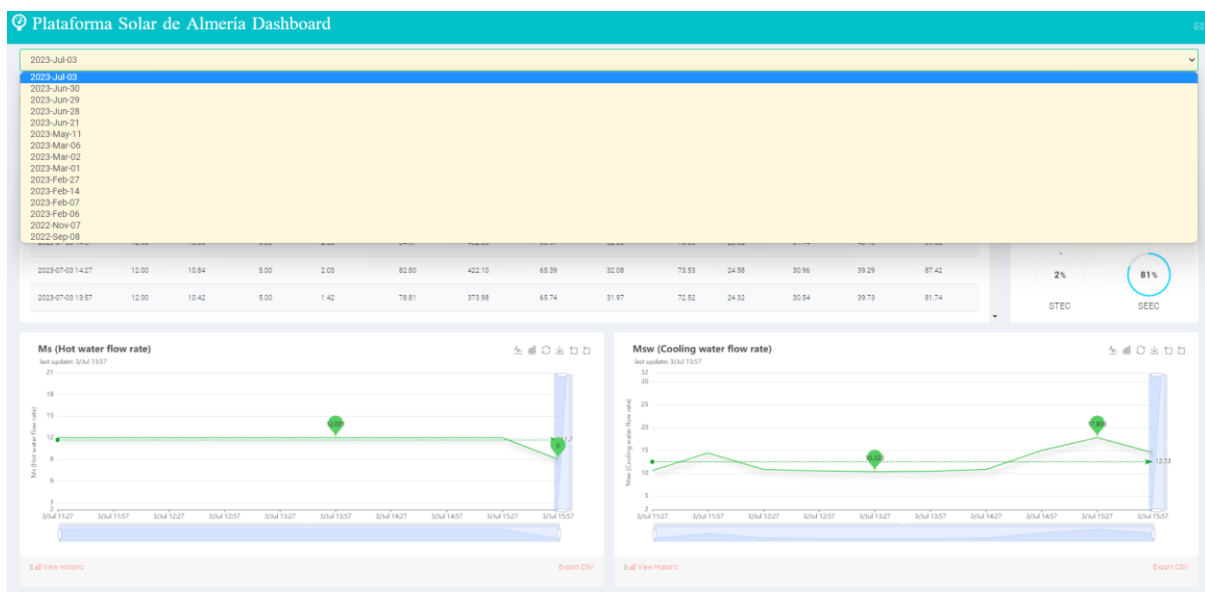 Plataforma Solar de Almería Dashboard
2023-Jul-03
2023-Jul-03
2023-Jun-30
2023-Jun-29
2023-Jun-28
2023-Jun-21
2023-May-11
2023-Mar-06
2023-Mar-02
2023-Mar-01
2023-Feb-27
2023-Feb-14
2023-Feb-07
2023-Feb-06
2022-Nov-07
2022-Sep-08
2023-07-03 14:27 12.00 10.84 5.00 2.03 82.80 422.10 65.39 32.08 73.53 24.58 30.96 39.29 87.42
2023-07-03 13:57 12.00 10.42 5.00 1.42 78.81 373.98 65.74 31.97 72.52 24.32 30.54 39.73 81.74
2%
81%
STEC
SEEC
Ms (Hot water flow rate)
last update: 3/Jul 13:57
21
18
15
12
9
6
3
2
Ms (Hot water flow rate)
12.001
9
11.7
3/Jul 11:27 3/Jul 11:57 3/Jul 12:27 3/Jul 12:57 3/Jul 13:27 3/Jul 13:57 3/Jul 14:27 3/Jul 14:57 3/Jul 15:27 3/Jul 15:57
View Historic
Export CSV
Msw (Cooling water flow rate)
last update: 3/Jul 13:57
32
30
25
20
15
10
5
2
Msw (Cooling water flow rate)
12.53
3/Jul 11:27 3/Jul 11:57 3/Jul 12:27 3/Jul 12:57 3/Jul 13:27 3/Jul 13:57 3/Jul 14:27 3/Jul 14:57 3/Jul 15:27 3/Jul 15:57
View Historic
Export CSV